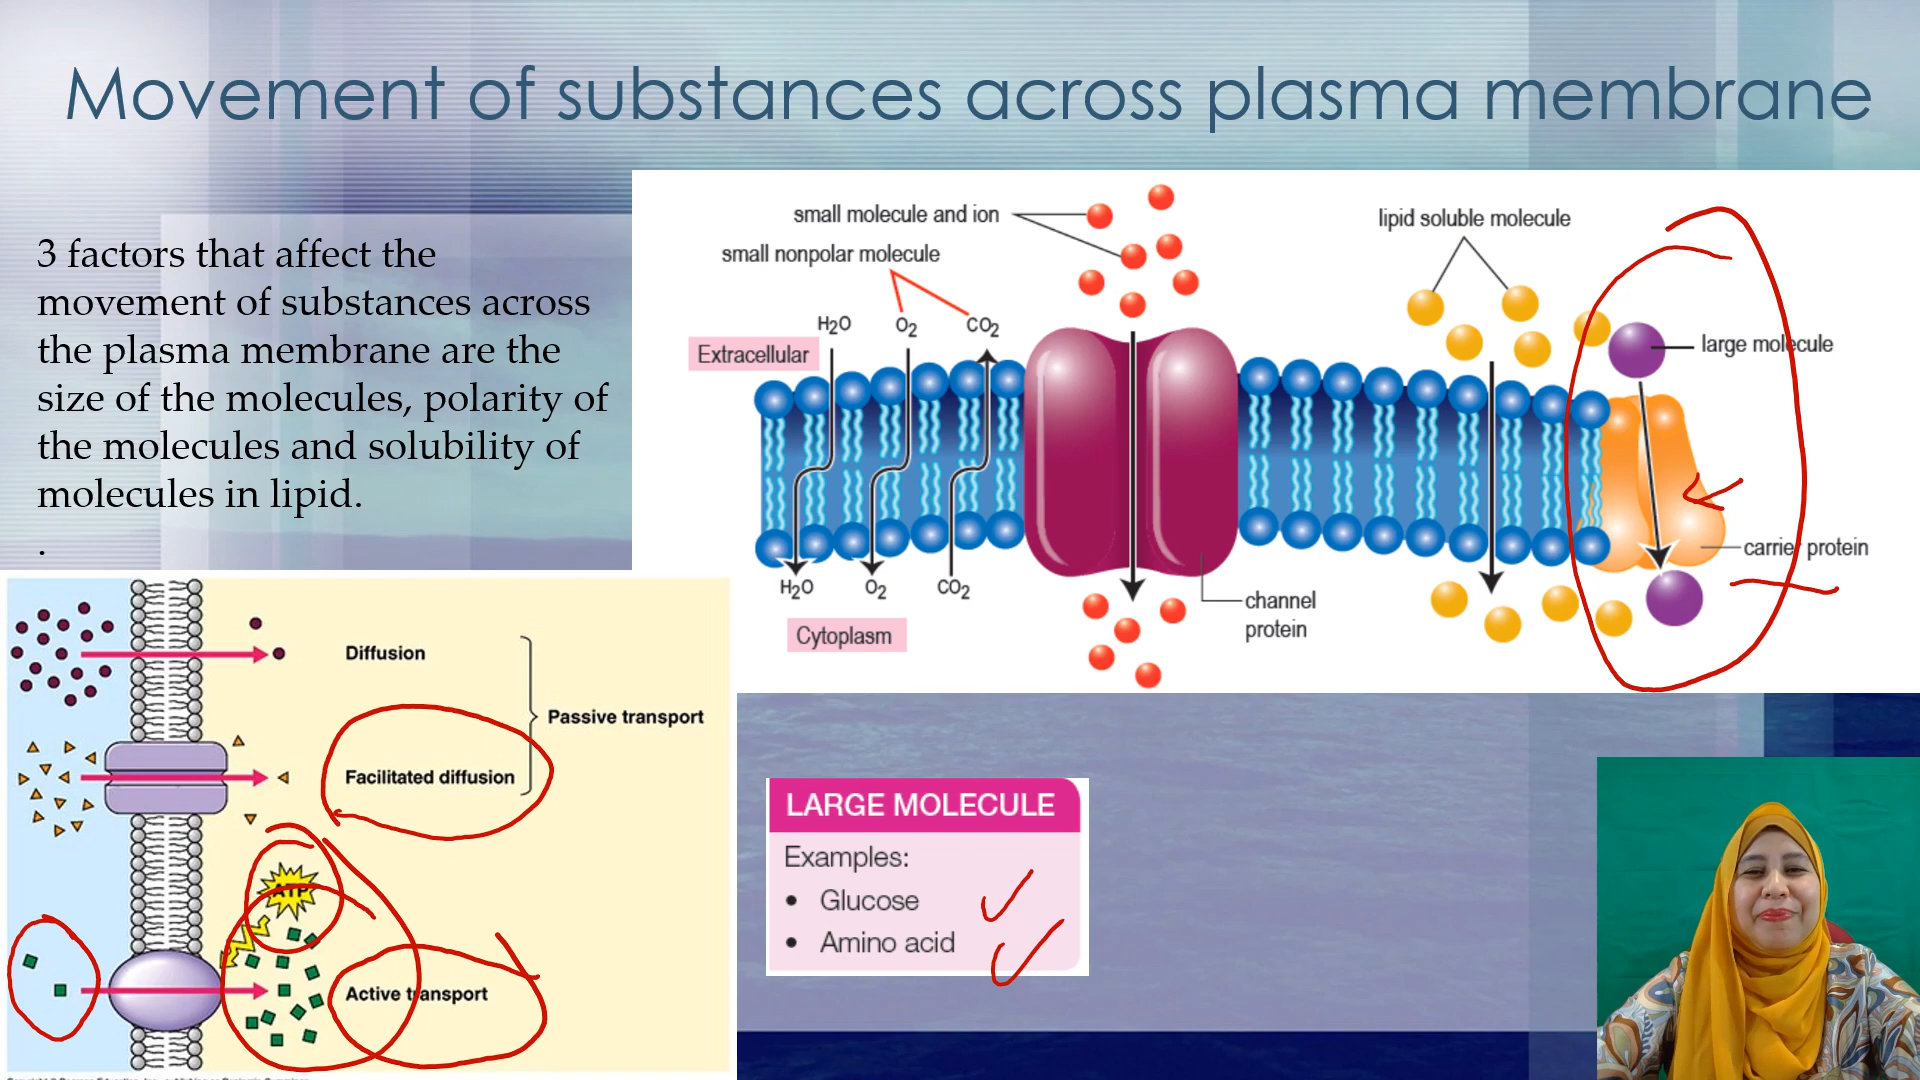 Movement of substances across plasma membrane
3 factors that affect the
movement of substances across
the plasma membrane are the
size of the molecules, polarity of
the molecules and solubility of
molecules in lipid.
.
small molecule and ion
small nonpolar molecule
H₂O
O₂
CO₂
Extracellular
H₂O
O₂
CO₂
Cytoplasm
channel
protein
lipid soluble molecule
large molecule
carrier protein
Diffusion
Passive transport
Facilitated diffusion
ATP
Active transport
LARGE MOLECULE
Examples:
• Glucose
• Amino acid